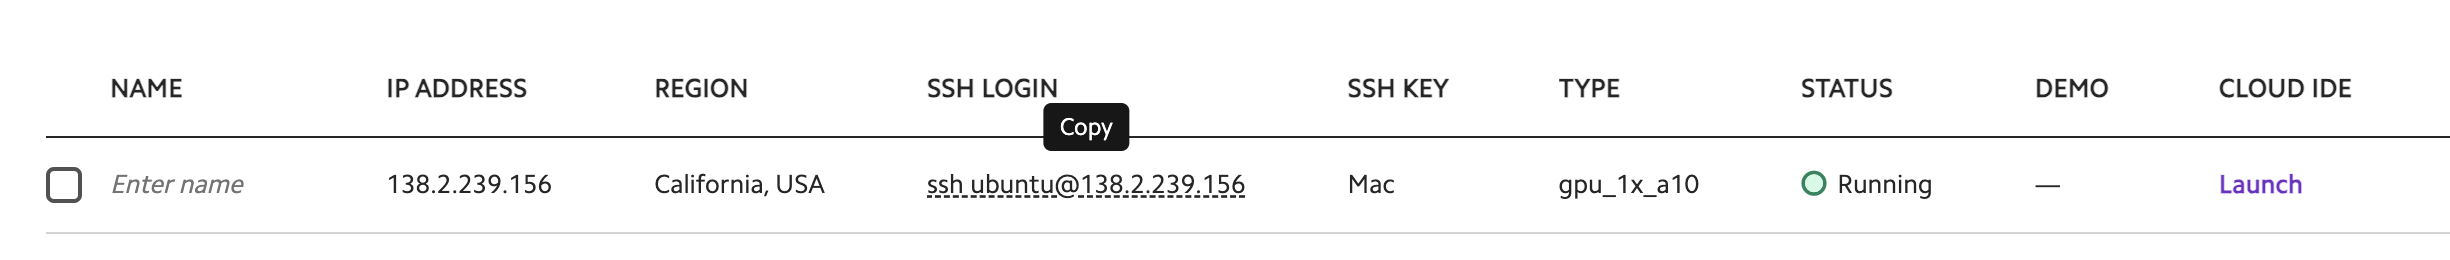 NAME IP ADDRESS REGION SSH LOGIN SSH KEY TYPE STATUS DEMO CLOUD IDE
Copy
Enter name 138.2.239.156 California, USA ssh ubuntu@138.2.239.156 Mac gpu_1x_a10 Running — Launch